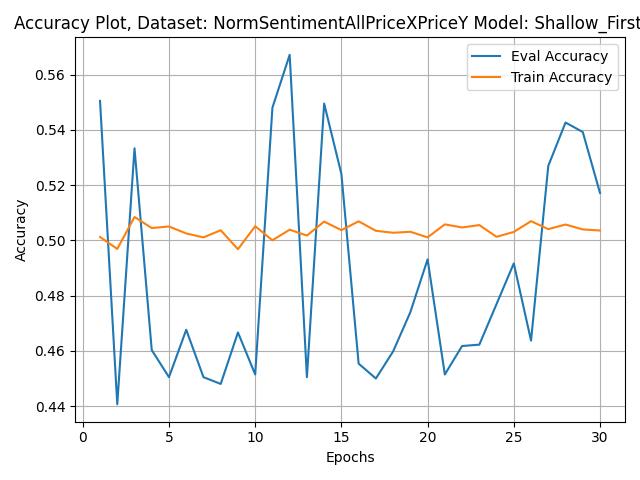 Accuracy Plot, Dataset: NormSentimentAllPriceXPriceY Model: Shallow_First
Eval Accuracy
Train Accuracy
0.56
0.54
0.52
0.50
0.48
0.46
0.44
Accuracy
0 5 10 15 20 25 30
Epochs